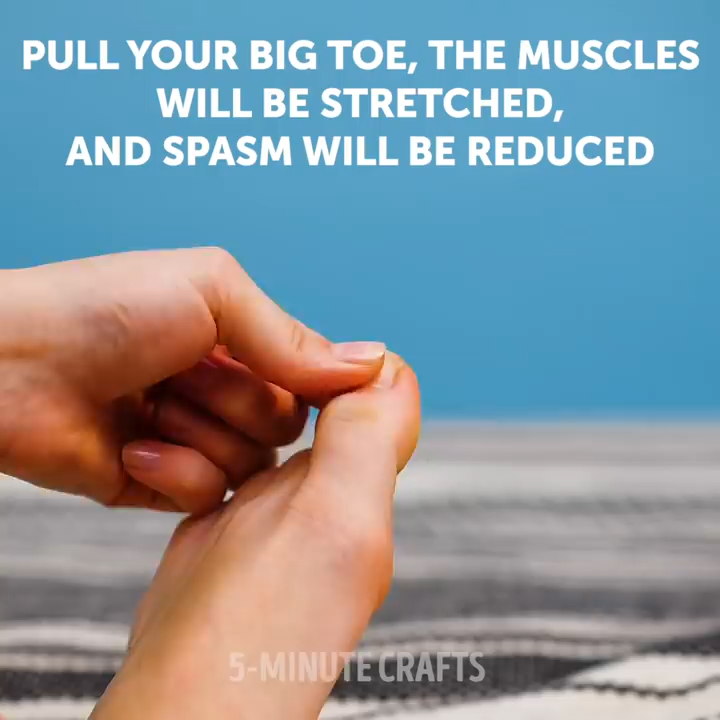 PULL YOUR BIG TOE, THE MUSCLES
WILL BE STRETCHED,
AND SPASM WILL BE REDUCED
5-MINUTE CRAFTS